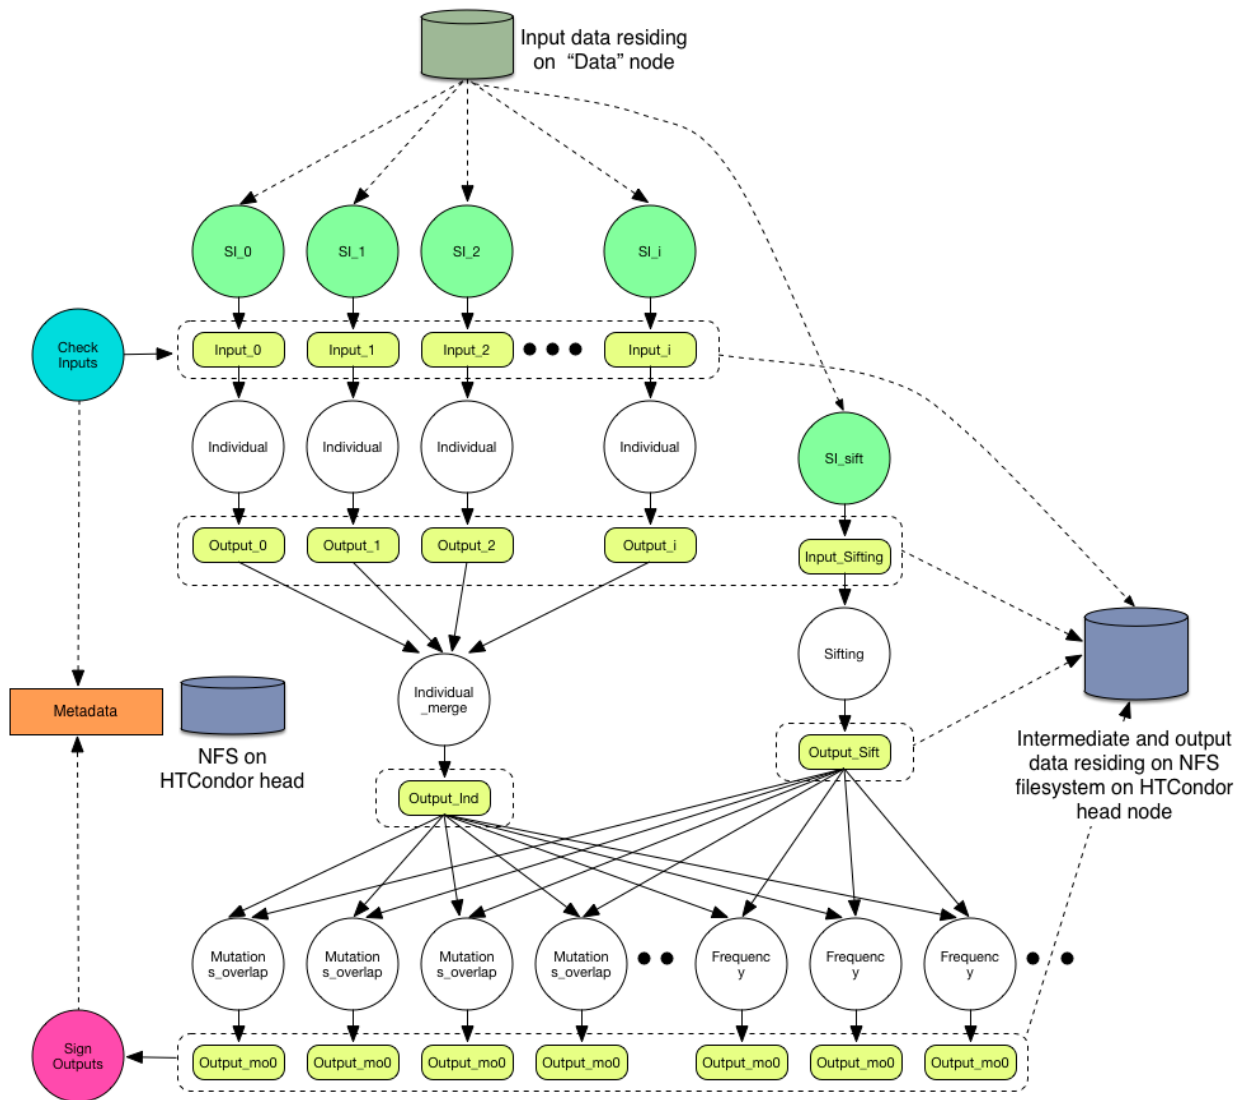 Input data residing
on “Data” node
SI_0
SI_1
SI_2
SI_i
Check
Inputs
Input_0
Input_1
Input_2
Input_i
Individual
Individual
Individual
Individual
SI_sift
Output_0
Output_1
Output_2
Output_i
Input_Sifting
Sifting
Individual
_merge
Metadata
NFS on
HTCondor head
Output_Sift
Intermediate and output
data residing on NFS
filesystem on HTCondor
head node
Output_Ind
Mutation
s_overlap
Mutation
s_overlap
Mutation
s_overlap
Mutation
s_overlap
Frequenc
y
Frequenc
y
Frequenc
y
Sign
Outputs
Output_mo0
Output_mo0
Output_mo0
Output_mo0
Output_mo0
Output_mo0
Output_mo0